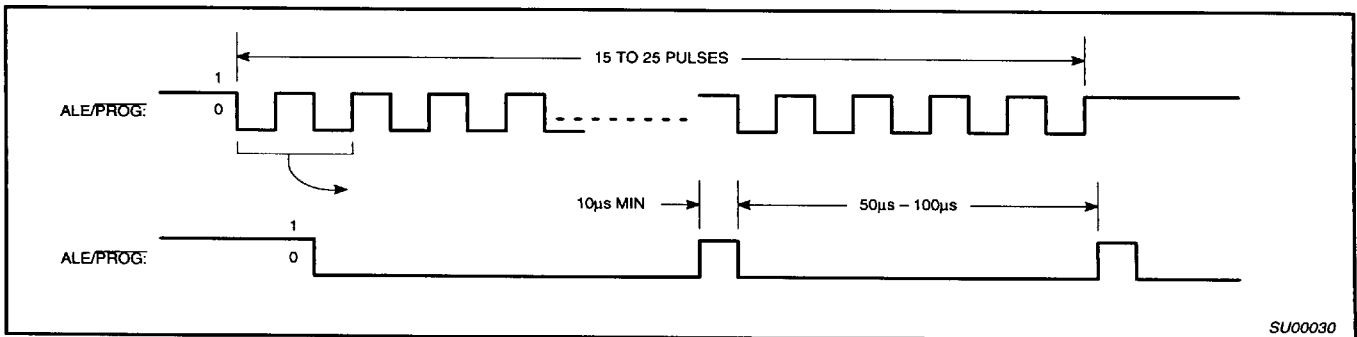 15 TO 25 PULSES
1
ALE/PROG: 0
10µs MIN
50µs – 100µs
1
ALE/PROG: 0
SU00030